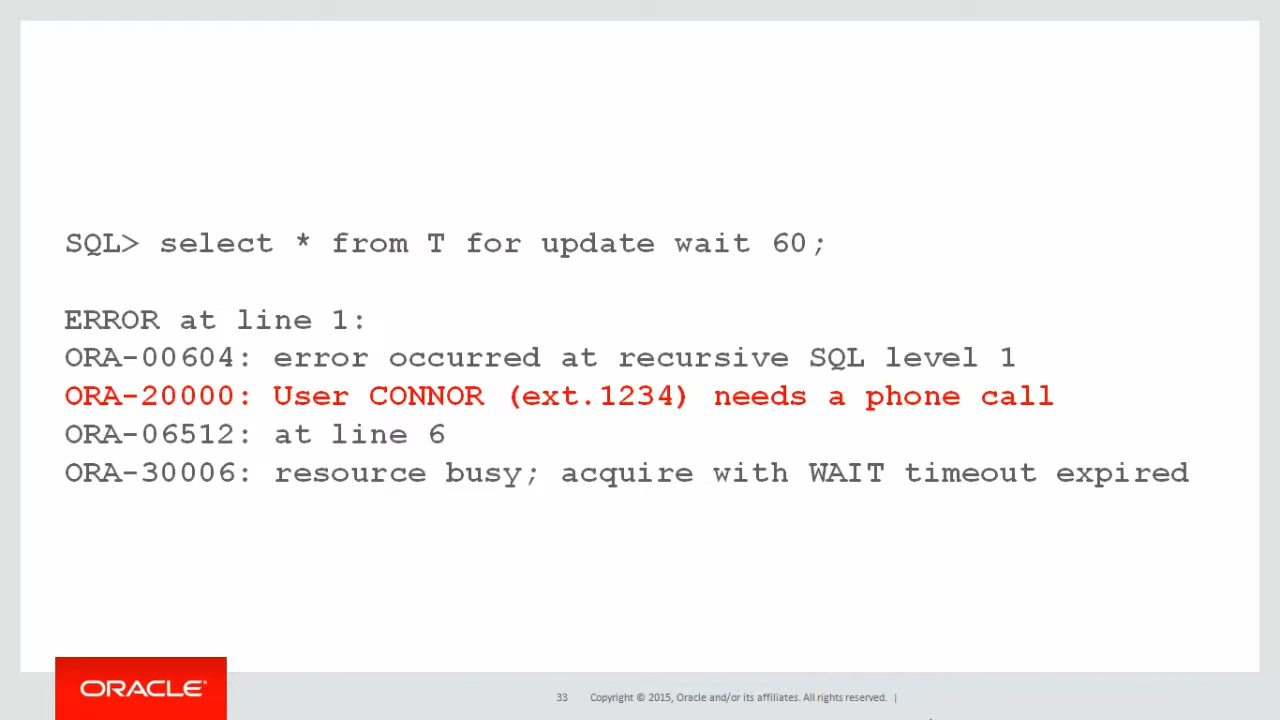 SQL> select * from T for update wait 60;
ERROR at line 1:
ORA-00604: error occurred at recursive SQL level 1
ORA-20000: User CONNOR (ext.1234) needs a phone call
ORA-06512: at line 6
ORA-30006: resource busy; acquire with WAIT timeout expired
ORACLE®
33 Copyright © 2015, Oracle and/or its affiliates. All rights reserved. |